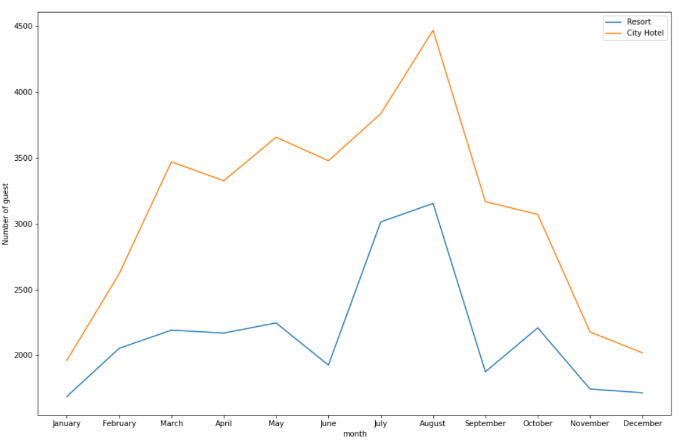 Resort
City Hotel
4500
4000
3500
3000
2500
2000
Number of guest
January February March April May June July August September October November December
month